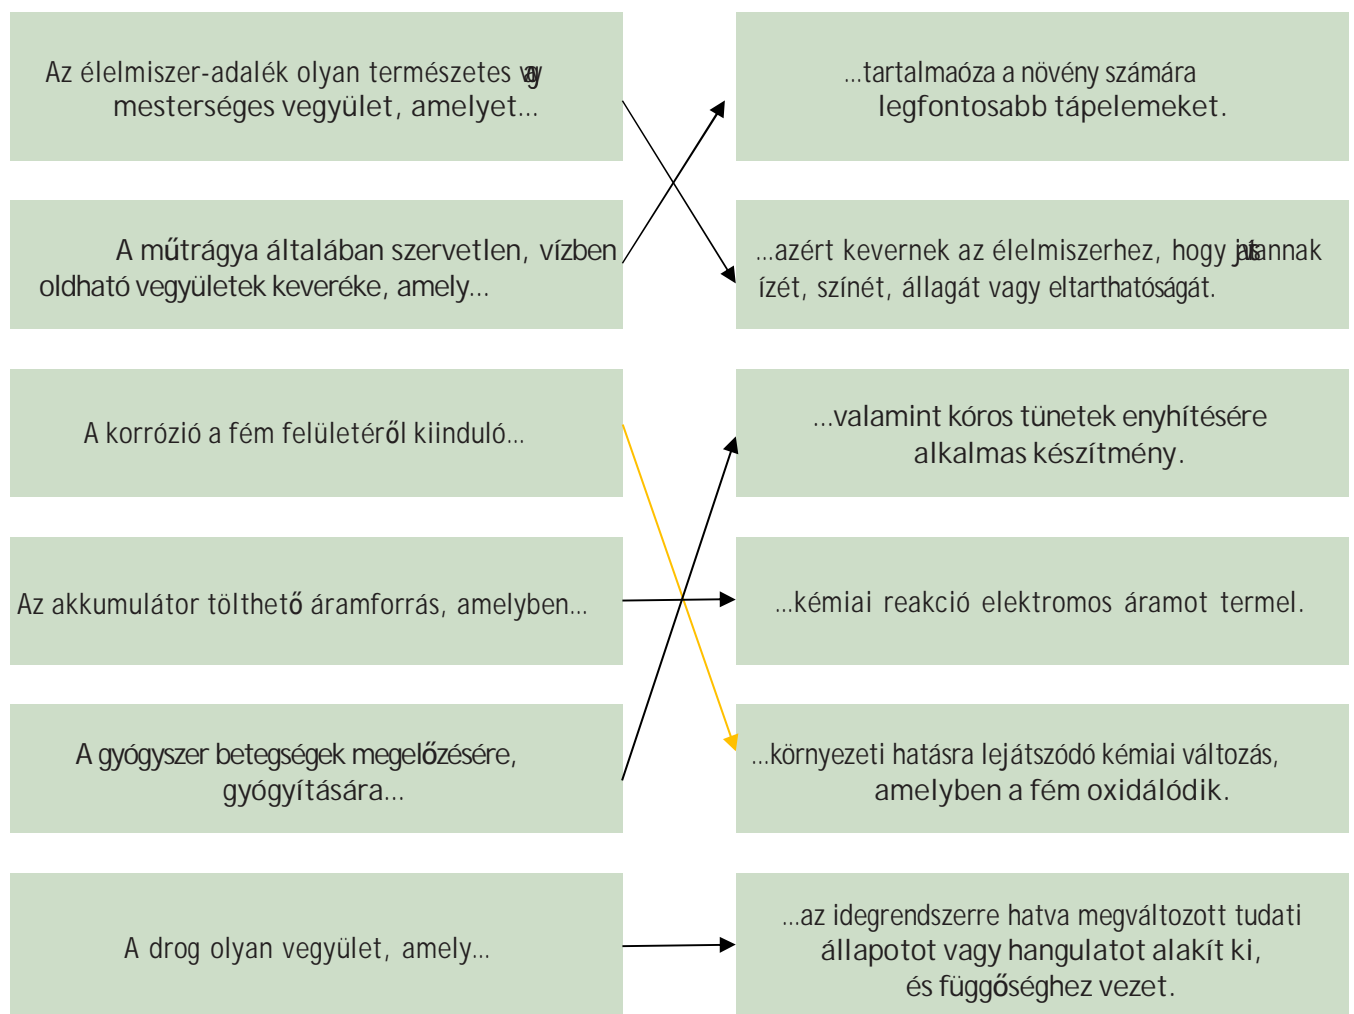 Az élelmiszer-adalék olyan természetes vagy
mesterséges vegyület, amelyet...
A műtrágya általában szervetlen, vízben
oldható vegyületek keveréke, amely...
A korrózió a fém felületéről kiinduló...
Az akkumulátor tölthető áramforrás, amelyben...
A gyógyszer betegségek megelőzésére,
gyógyítására...
A drog olyan vegyület, amely...
...tartalmaóza a növény számára
legfontosabb tápelemeket.
...azért kevernek az élelmiszerhez, hogy
ízét, színét, állagát vagy eltarthatóságát.
...valamint kóros tünetek enyhítésére
alkalmas készítmény.
...kémiai reakció elektromos áramot termel.
...környezeti hatásra lejátszódó kémiai változás,
amelyben a fém oxidálódik.
...az idegrendszerre hatva megváltozott tudati
állapotot vagy hangulatot alakít ki,
és függőséghez vezet.